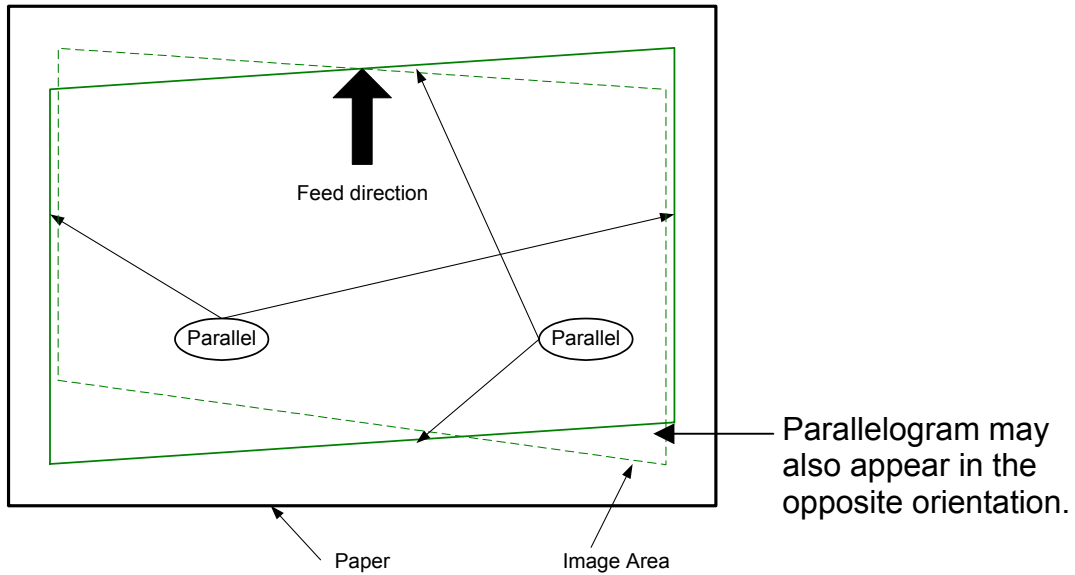 Feed direction
Parallel
Parallel
Parallelogram may
also appear in the
opposite orientation.
Paper
Image Area